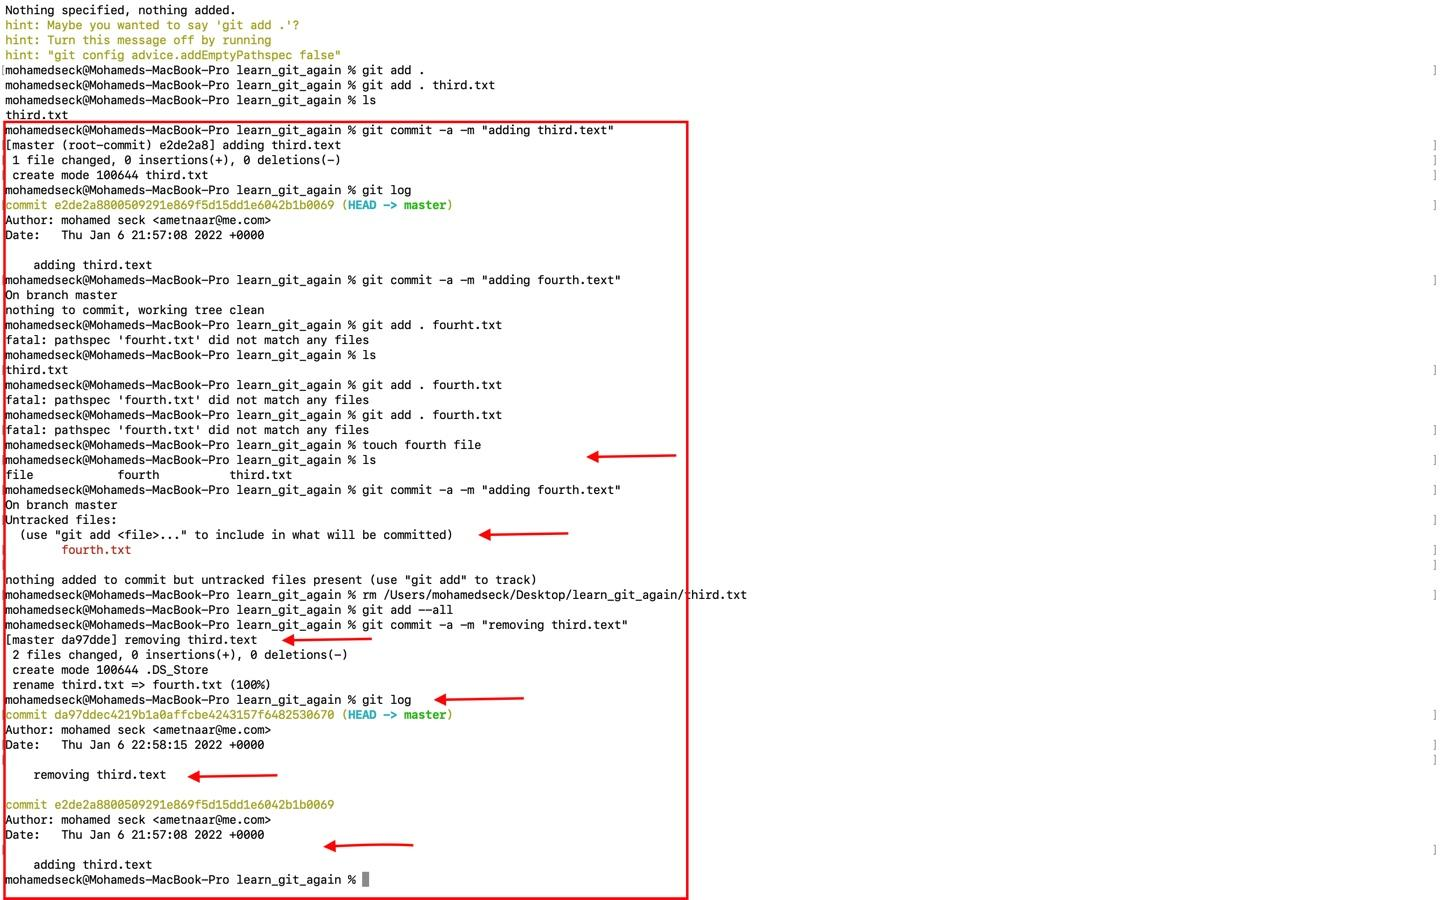 Nothing specified, nothing added.
hint: Maybe you wanted to say 'git add .'?
hint: Turn this message off by running
hint: "git config advice.addEmptyPathspec false"
[mohamedseck@Mohameds-MacBook-Pro learn_git_again % git add . ]
mohamedseck@Mohameds-MacBook-Pro learn_git_again % git add . third.txt
mohamedseck@Mohameds-MacBook-Pro learn_git_again % ls
third.txt
mohamedseck@Mohameds-MacBook-Pro learn_git_again % git commit -a -m "adding third.text"
[master (root-commit) e2de2a8] adding third.text ]
 1 file changed, 0 insertions(+), 0 deletions(-) ]
 create mode 100644 third.txt ]
mohamedseck@Mohameds-MacBook-Pro learn_git_again % git log
commit e2de2a8800509291e869f5d15dd1e6042b1b0069 (HEAD -> master) ]
Author: mohamed seck <ametnaar@me.com>
Date:   Thu Jan 6 21:57:08 2022 +0000
    adding third.text
mohamedseck@Mohameds-MacBook-Pro learn_git_again % git commit -a -m "adding fourth.text" ]
On branch master
nothing to commit, working tree clean
mohamedseck@Mohameds-MacBook-Pro learn_git_again % git add . fourht.txt
fatal: pathspec 'fourht.txt' did not match any files
mohamedseck@Mohameds-MacBook-Pro learn_git_again % ls
third.txt ]
mohamedseck@Mohameds-MacBook-Pro learn_git_again % git add . fourth.txt
fatal: pathspec 'fourth.txt' did not match any files
mohamedseck@Mohameds-MacBook-Pro learn_git_again % git add . fourth.txt
fatal: pathspec 'fourth.txt' did not match any files ]
mohamedseck@Mohameds-MacBook-Pro learn_git_again % touch fourth file
mohamedseck@Mohameds-MacBook-Pro learn_git_again % ls ]
file            fourth          third.txt
mohamedseck@Mohameds-MacBook-Pro learn_git_again % git commit -a -m "adding fourth.text" ]
On branch master
Untracked files: ]
  (use "git add <file>..." to include in what will be committed)
        fourth.txt ]
]
nothing added to commit but untracked files present (use "git add" to track)
mohamedseck@Mohameds-MacBook-Pro learn_git_again % rm /Users/mohamedseck/Desktop/learn_git_again/third.txt ]
mohamedseck@Mohameds-MacBook-Pro learn_git_again % git add --all
mohamedseck@Mohameds-MacBook-Pro learn_git_again % git commit -a -m "removing third.text"
[master da97dde] removing third.text ]
 2 files changed, 0 insertions(+), 0 deletions(-)
 create mode 100644 .DS_Store
 rename third.txt => fourth.txt (100%)
mohamedseck@Mohameds-MacBook-Pro learn_git_again % git log ]
commit da97ddec4219b1a0affcbe4243157f6482530670 (HEAD -> master) ]
Author: mohamed seck <ametnaar@me.com>
Date:   Thu Jan 6 22:58:15 2022 +0000 ]
]
    removing third.text
commit e2de2a8800509291e869f5d15dd1e6042b1b0069
Author: mohamed seck <ametnaar@me.com>
Date:   Thu Jan 6 21:57:08 2022 +0000
]
    adding third.text
mohamedseck@Mohameds-MacBook-Pro learn_git_again %